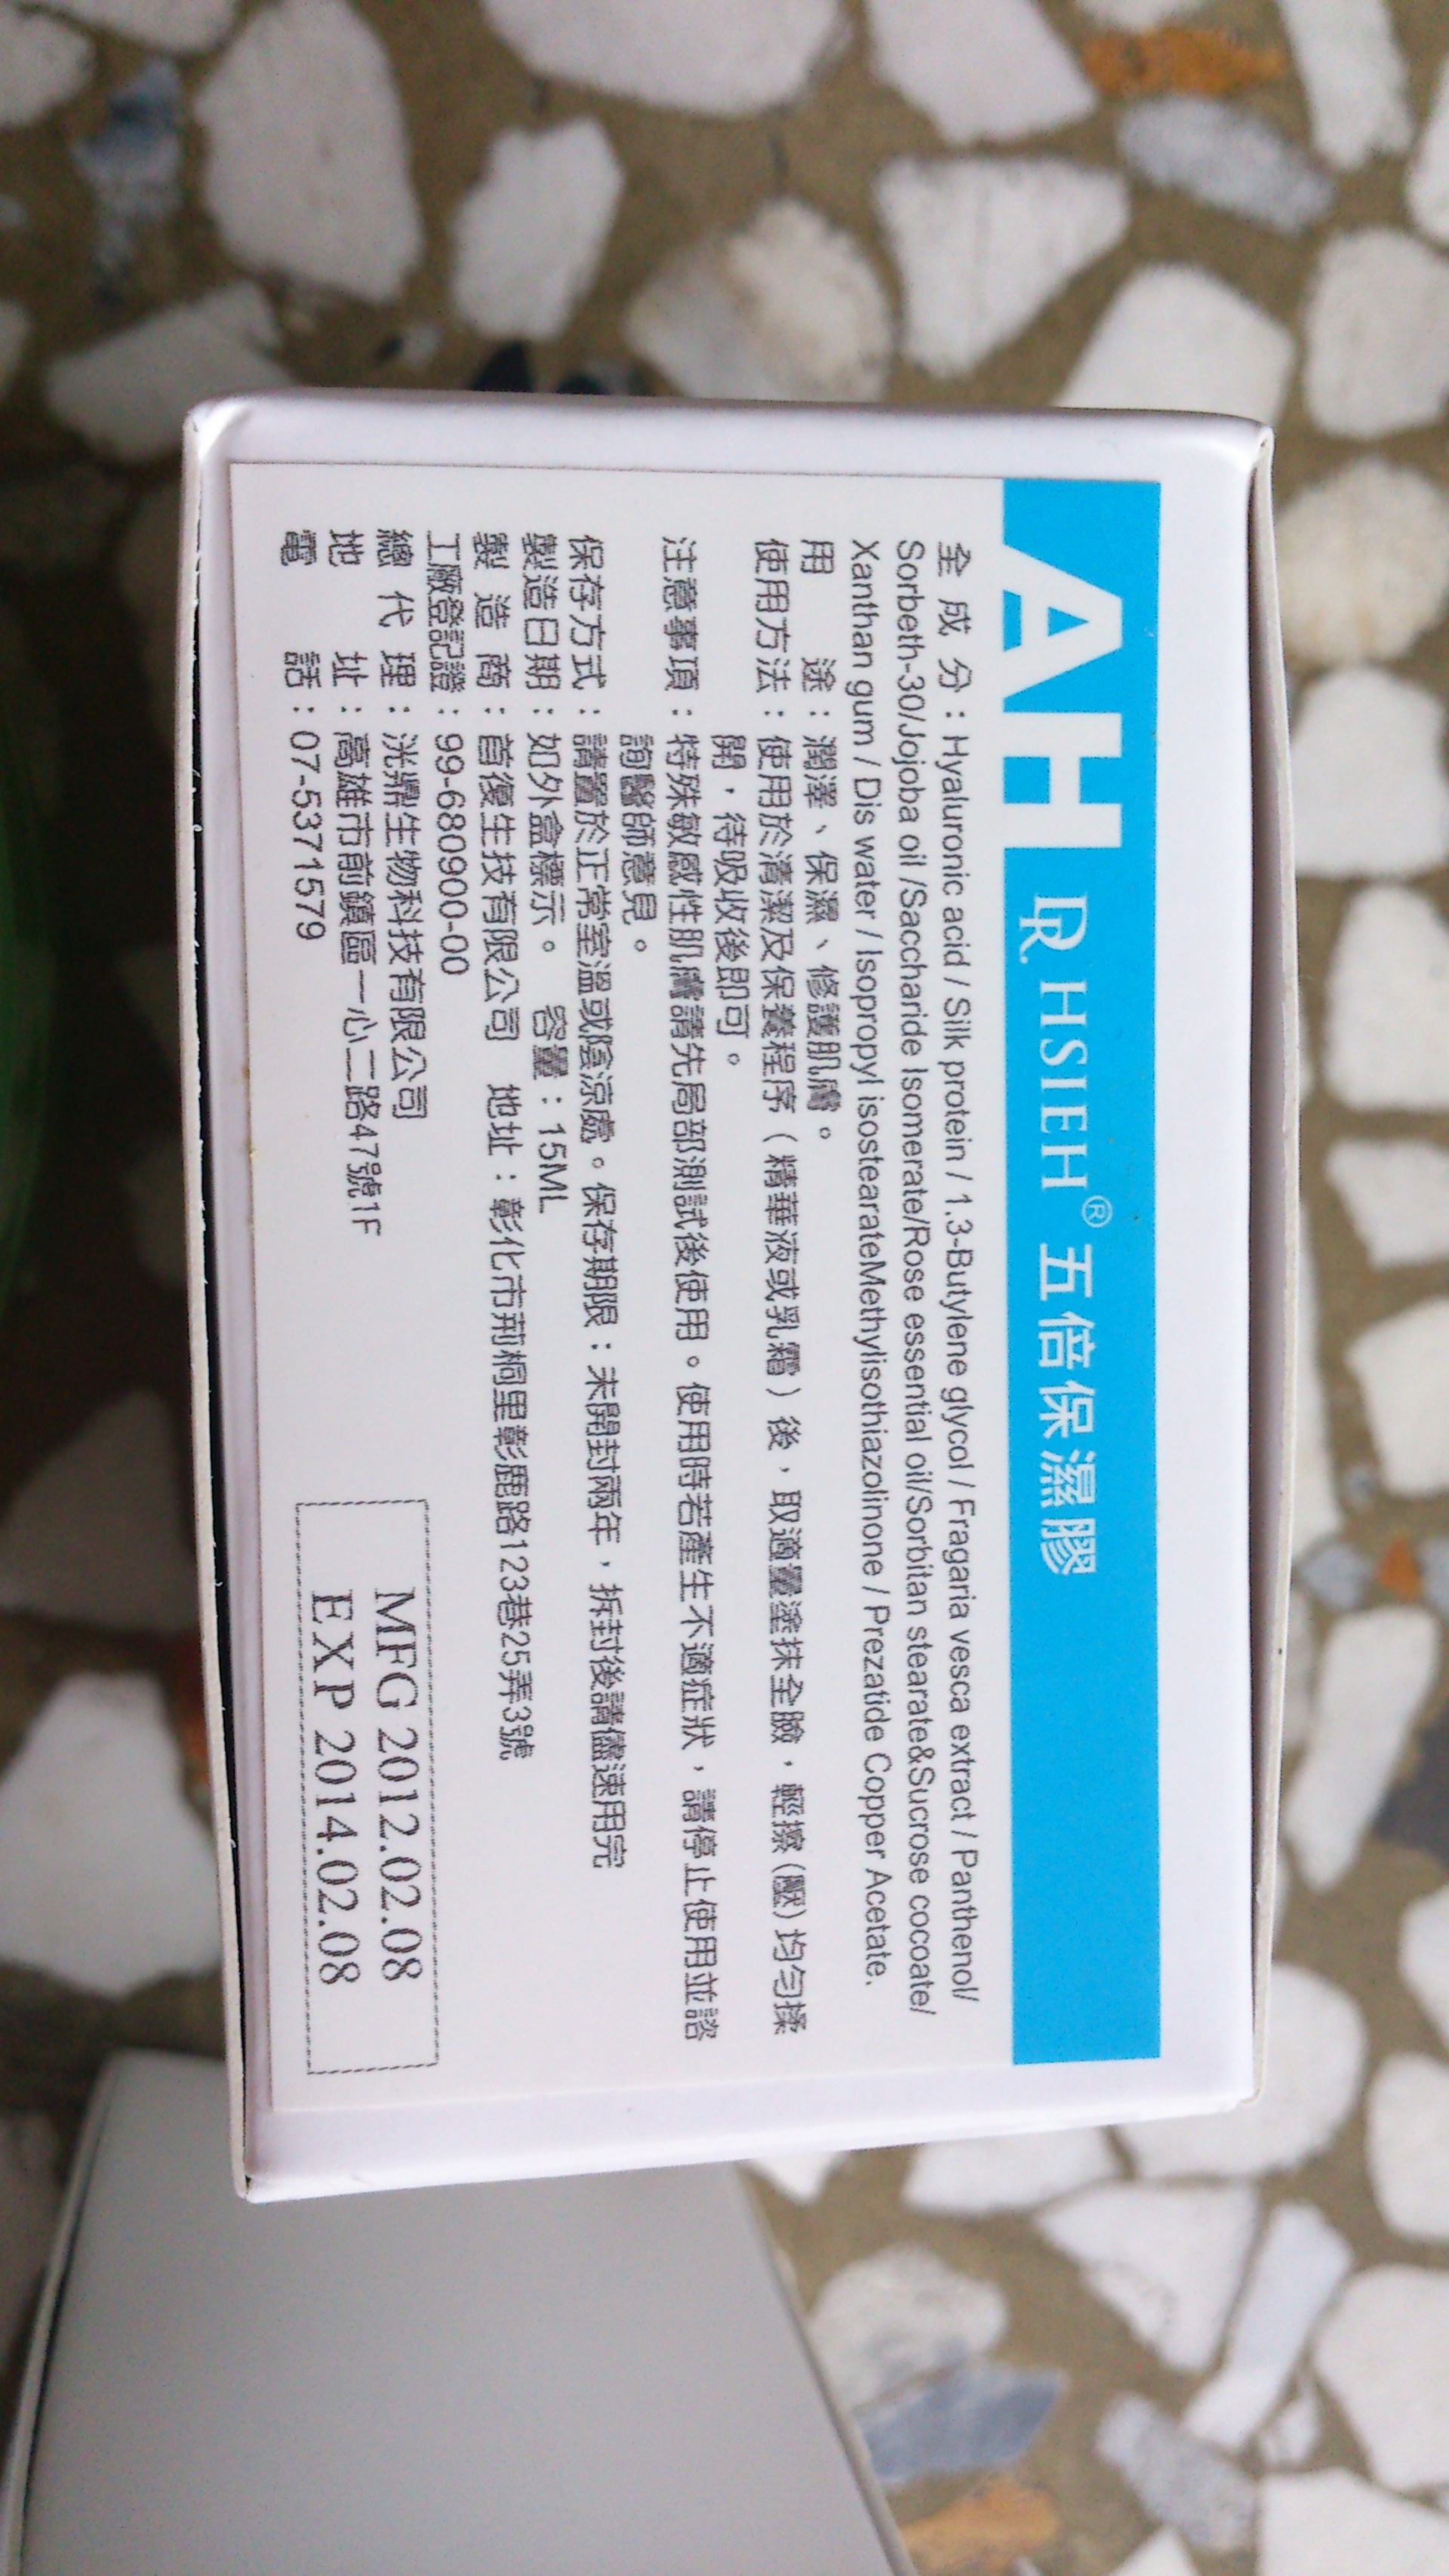 AH DR HSIEH® 五倍保濕膠
全成分：Hyaluronic acid / Silk protein / 1.3-Butylene glycol / Fragaria vesca extract / Panthenol/
Sorbeth-30/Jojoba oil /Saccharide Isomerate/Rose essential oil/Sorbitan stearate&Sucrose cocoate/
Xanthan gum / Dis water / Isopropyl isostearateMethylisothiazolinone / Prezatide Copper Acetate.
用途：潤澤、保濕、修護肌膚。
使用方法：使用於清潔及保養程序（精華液或乳霜）後，取適量塗抹全臉，輕擦(壓)均勻揉
開，待吸收後即可。
注意事項：特殊敏感性肌膚請先局部測試後使用。使用時若產生不適症狀，請停止使用並諮
詢醫師意見。
保存方式：請置於正常室溫或陰涼處。保存期限：未開封兩年，拆封後請儘速用完
製造日期：如外盒標示。 容量：15ML
製造商：首復生技有限公司 地址：彰化市莿桐里彰鹿路123巷25弄3號
工廠登記證：99-680900-00
總代理：洸鼎生物科技有限公司
地址：高雄市前鎮區一心二路47號1F
電話：07-5371579
MFG 2012.02.08
EXP 2014.02.08